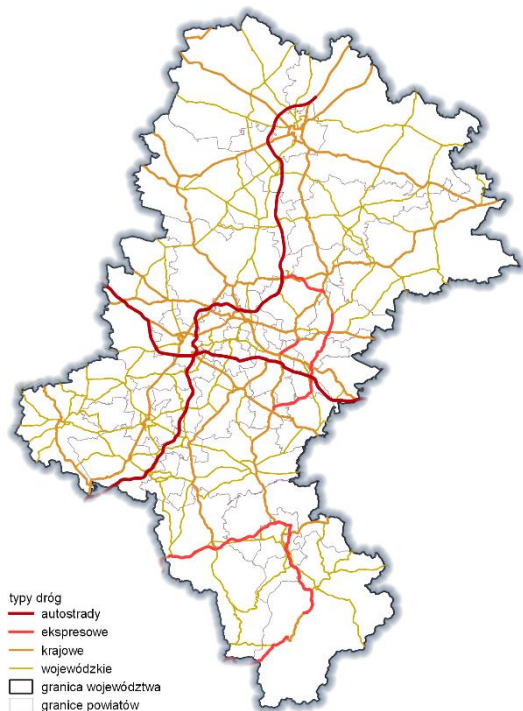 typy dróg
autostrady
ekspresowe
krajowe
wojewódzkie
granica województwa
granice powiatów